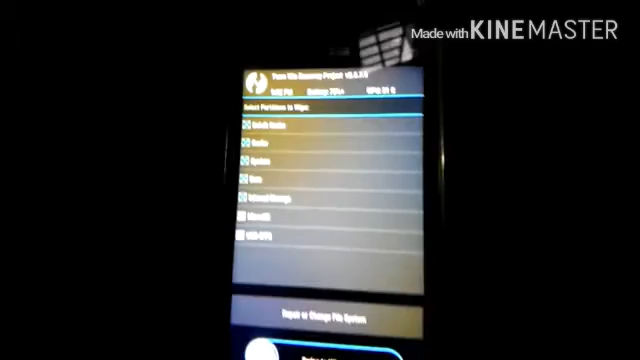 Made with KINEMASTER
Team Win Recovery Project
Select Partitions to Wipe
Dalvik Cache
Cache
System
Data
Internal Storage
MicroSD
USB-OTG
Repair or Change File System